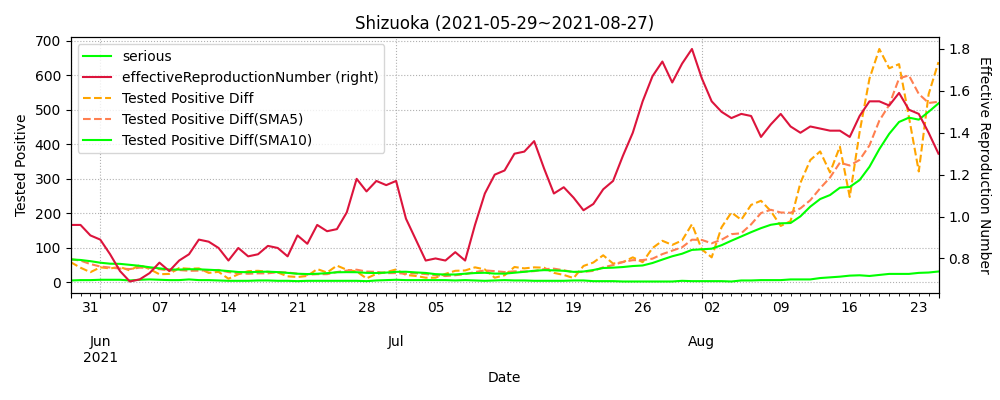 Shizuoka (2021-05-29~2021-08-27)
serious
effectiveReproductionNumber (right)
Tested Positive Diff
Tested Positive Diff(SMA5)
Tested Positive Diff(SMA10)
Tested Positive
700
600
500
400
300
200
100
0
1.8
1.6
1.4
1.2
1.0
0.8
Effective Reproduction Number
31 07 14 21 28 05 12 19 26 02 09 16 23
Jun Jul Aug
2021
Date